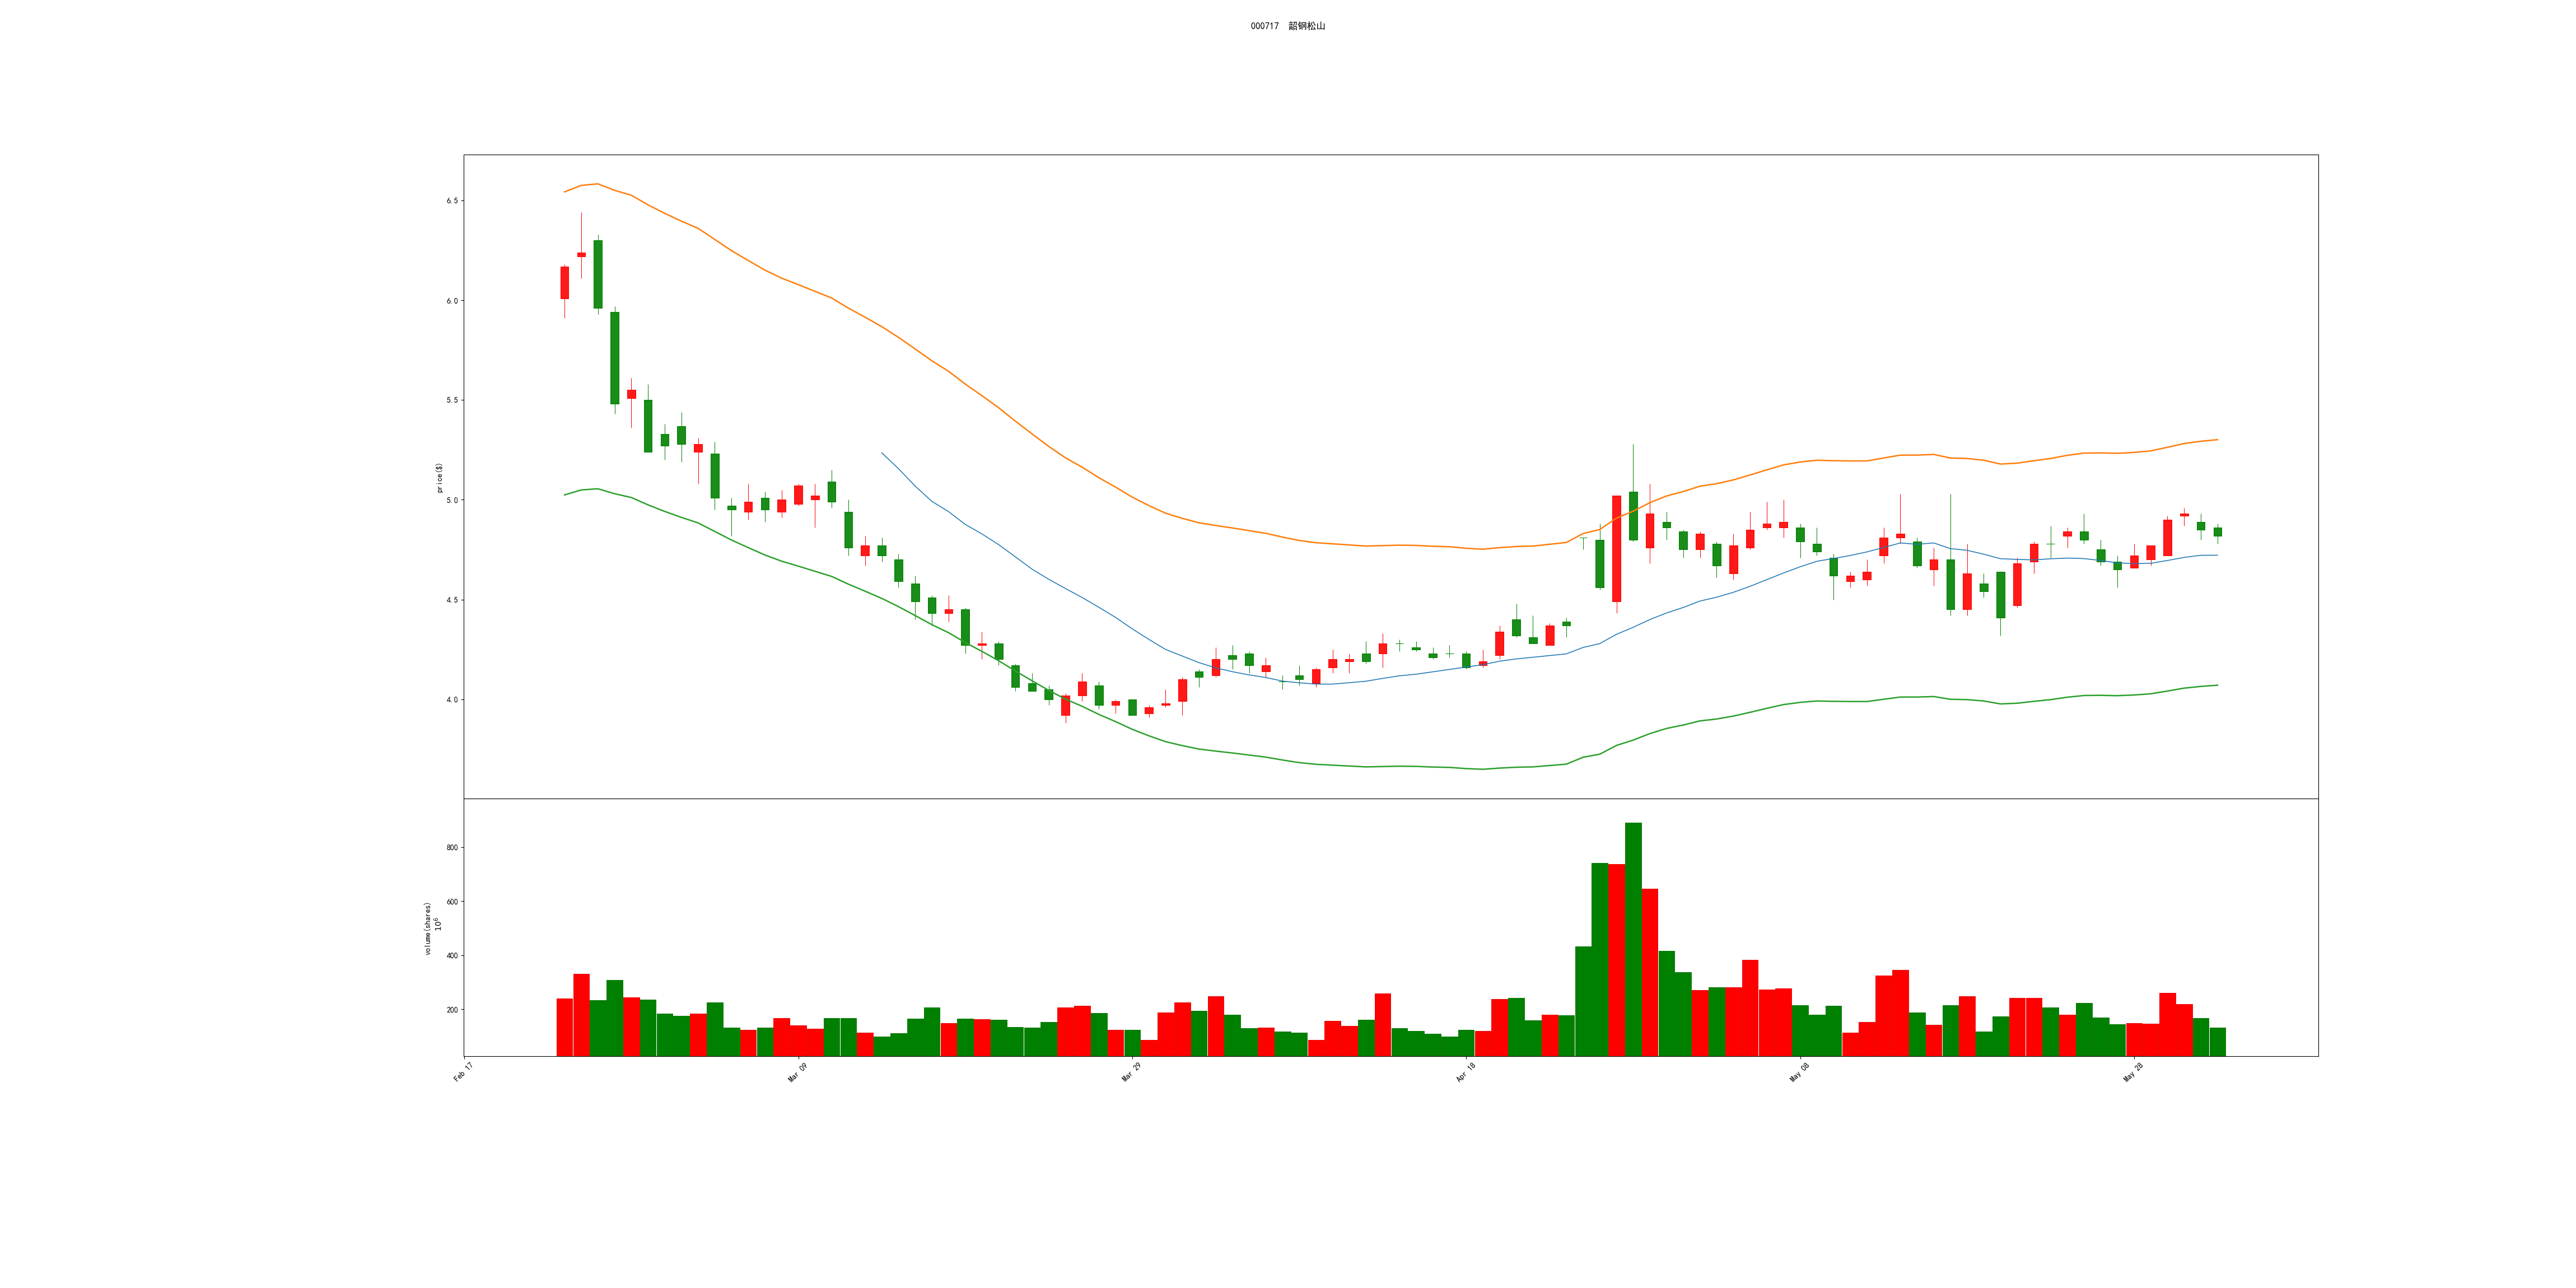 000717 韶钢松山
price($)
6.5
6.0
5.5
5.0
4.5
4.0
volume(shares)
10⁶
800
600
400
200
Feb 17
Mar 09
Mar 29
Apr 18
May 08
May 28